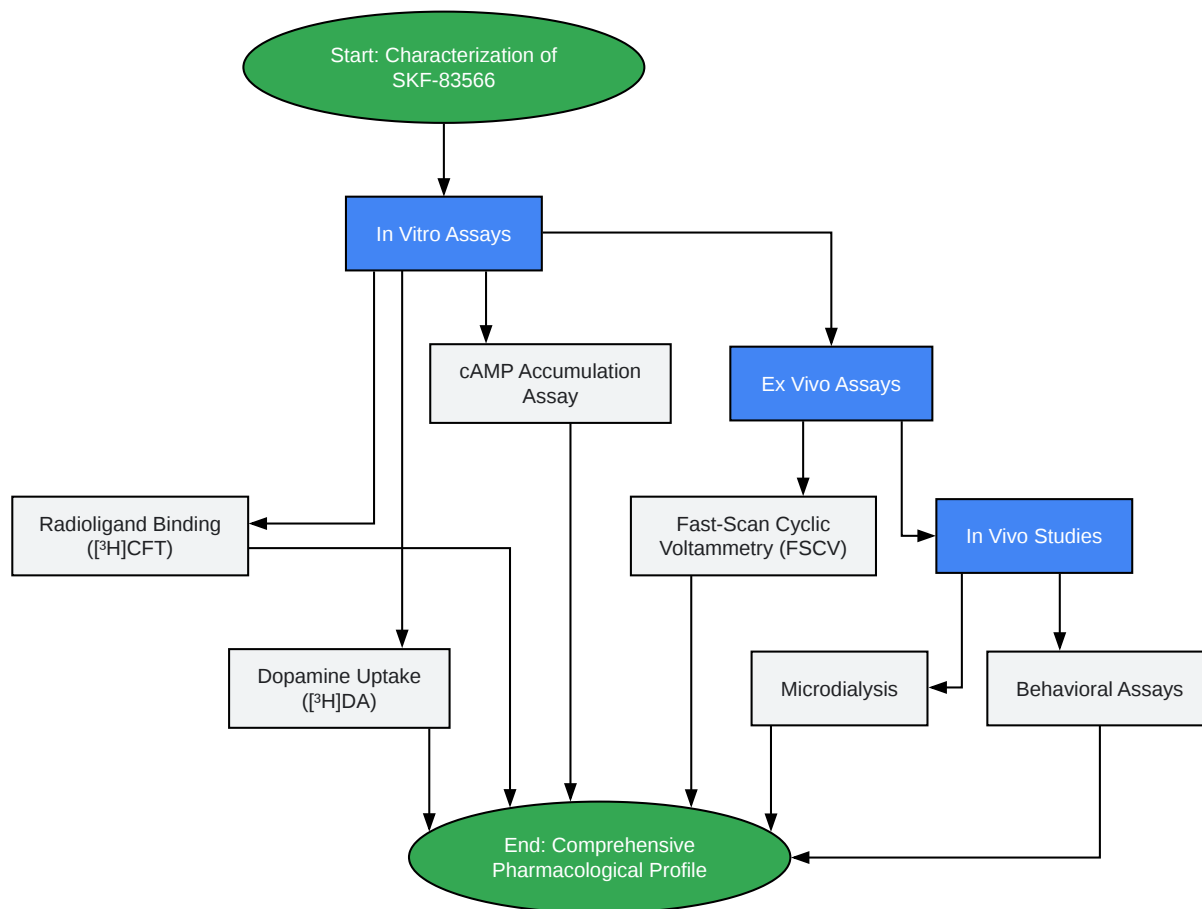 Start: Characterization of
SKF-83566
In Vitro Assays
cAMP Accumulation
Assay
Ex Vivo Assays
Radioligand Binding
([³H]CFT)
Fast-Scan Cyclic
Voltammetry (FSCV)
In Vivo Studies
Dopamine Uptake
([³H]DA)
Microdialysis
Behavioral Assays
End: Comprehensive
Pharmacological Profile